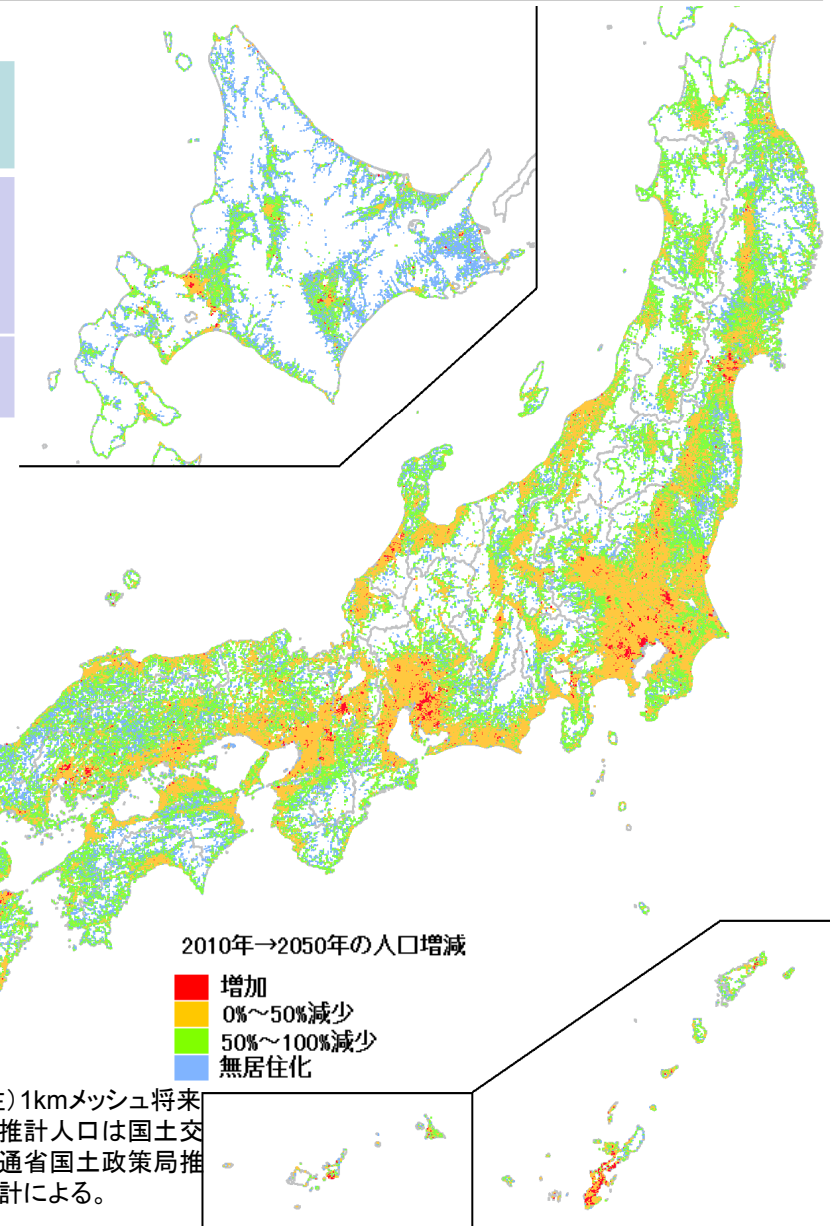 2010年→2050年の人口増減
増加
0%～50%減少
50%～100%減少
無居住化
)1kmメッシュ将来
推計人口は国土交
通省国土政策局推
計による。